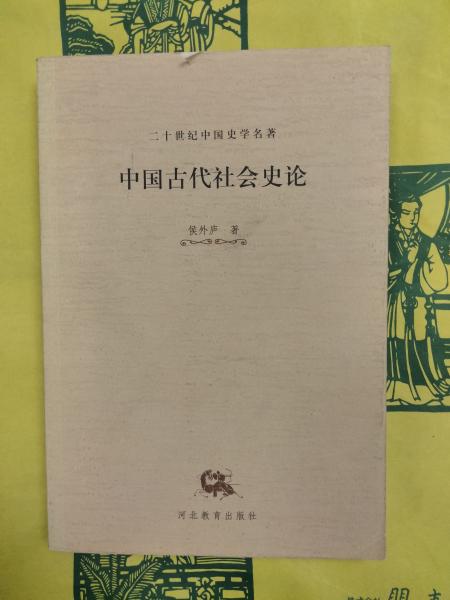 二十世纪中国史学名著
中国古代社会史论
侯外庐 著
河北教育出版社